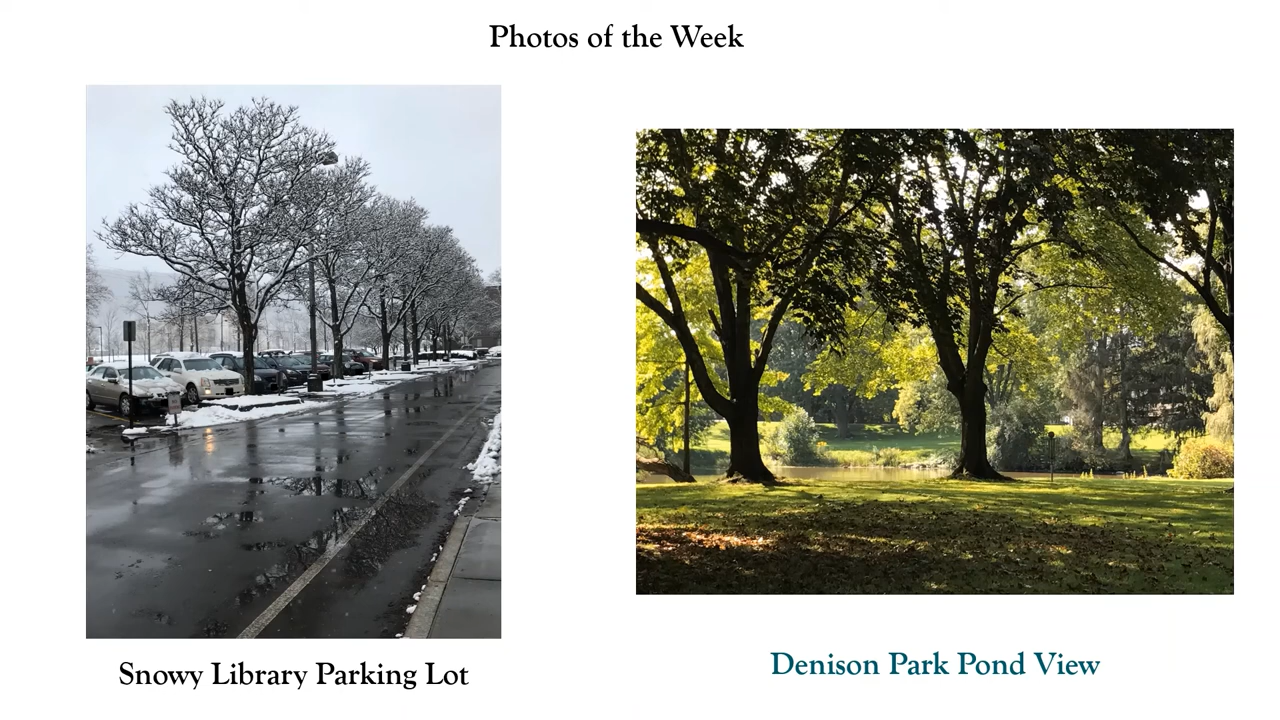 Photos of the Week
Snowy Library Parking Lot
Denison Park Pond View